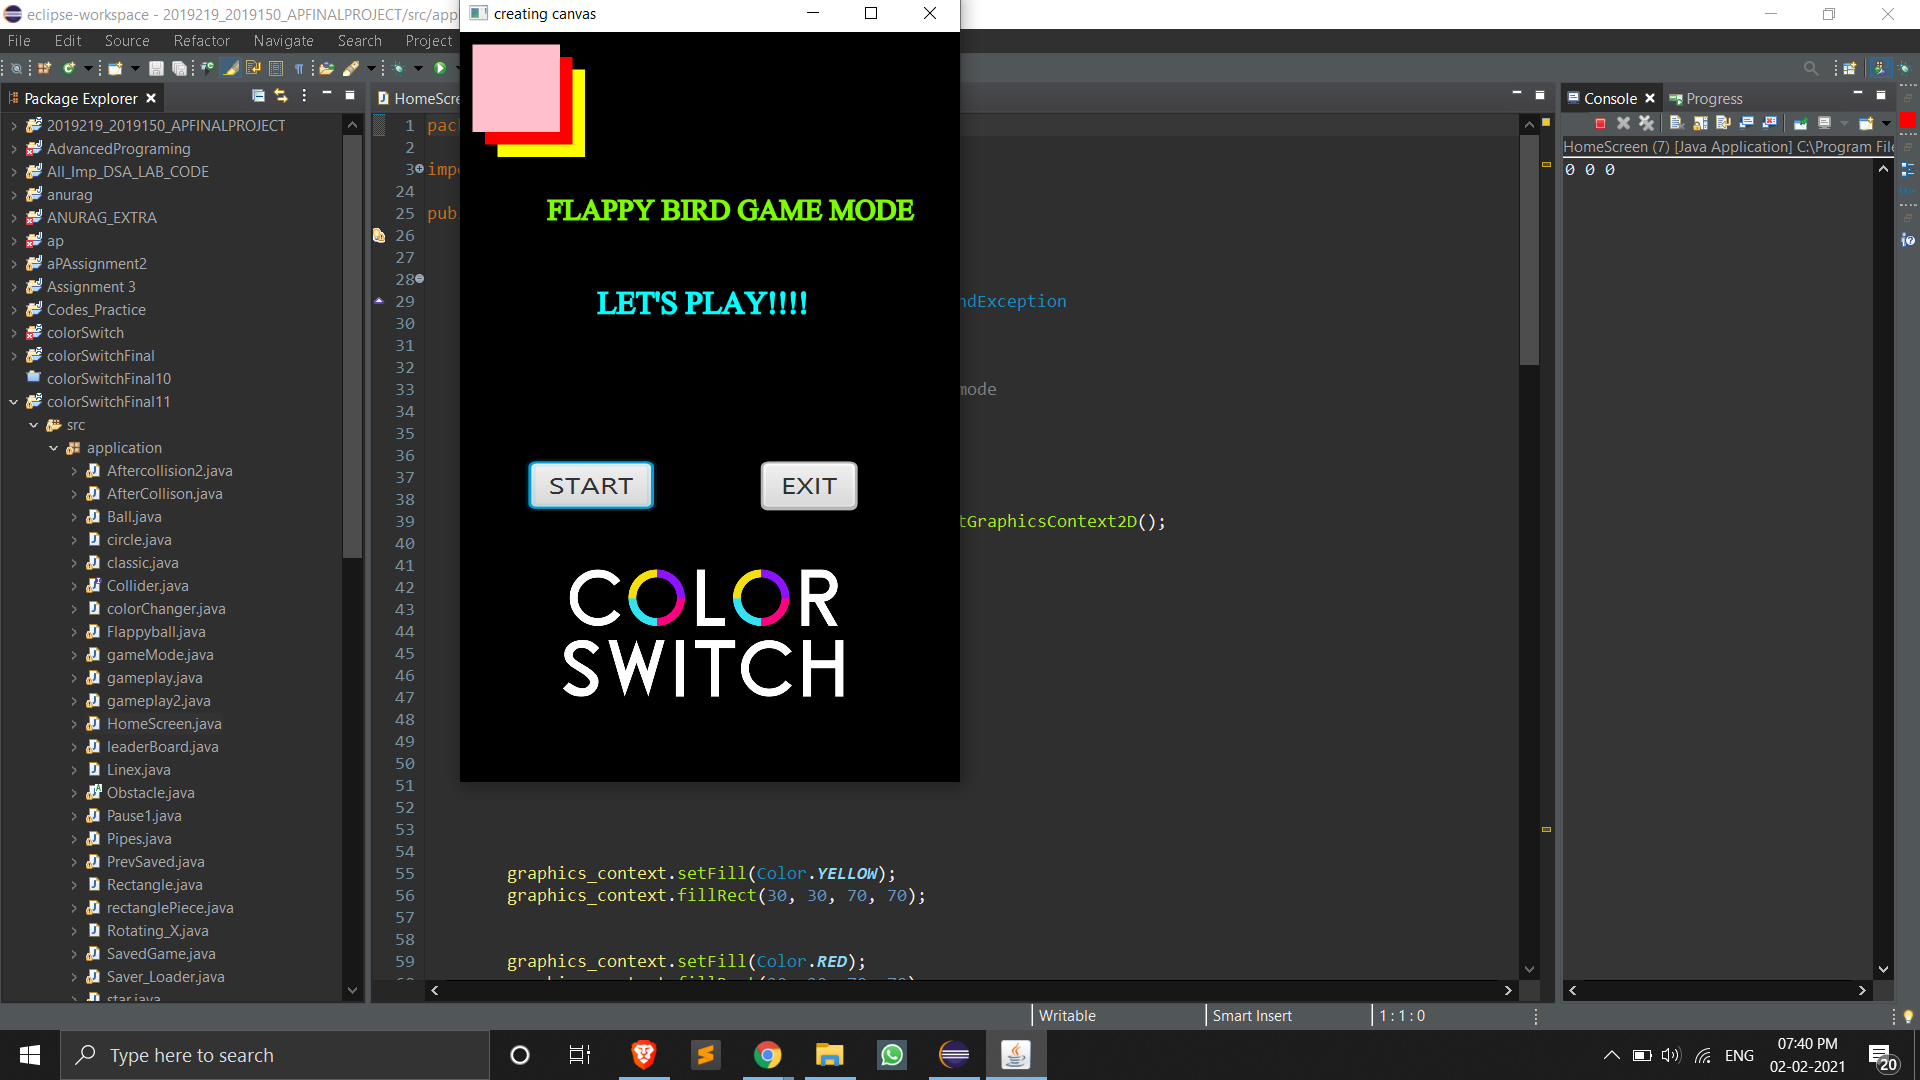 eclipse-workspace - 2019219_2019150_APFINALPROJECT/src/app
creating canvas
File Edit Source Refactor Navigate Search Project
Package Explorer
HomeScre
Console Progress
HomeScreen (7) [Java Application] C:\Program File
0 0 0
2019219_2019150_APFINALPROJECT
AdvancedPrograming
All_Imp_DSA_LAB_CODE
anurag
ANURAG_EXTRA
ap
aPAssignment2
Assignment 3
Codes_Practice
colorSwitch
colorSwitchFinal
colorSwitchFinal10
colorSwitchFinal11
src
application
Aftercollision2.java
AfterCollison.java
Ball.java
circle.java
classic.java
Collider.java
colorChanger.java
Flappyball.java
gameMode.java
gameplay.java
gameplay2.java
HomeScreen.java
leaderBoard.java
Linex.java
Obstacle.java
Pause1.java
Pipes.java
PrevSaved.java
Rectangle.java
rectanglePiece.java
Rotating_X.java
SavedGame.java
Saver_Loader.java
star.java
1 pac
2
3 imp
24
25 pub
26
27
28
29 ndException
30
31
32
33 mode
34
35
36
37
38
39 tGraphicsContext2D();
40
41
42
43
44
45
46
47
48
49
50
51
52
53
54
55 graphics_context.setFill(Color.YELLOW);
56 graphics_context.fillRect(30, 30, 70, 70);
57
58
59 graphics_context.setFill(Color.RED);
FLAPPY BIRD GAME MODE
LET'S PLAY!!!!
START EXIT
COLOR
SWITCH
Writable Smart Insert 1 : 1 : 0
Type here to search
ENG
07:40 PM
02-02-2021
20